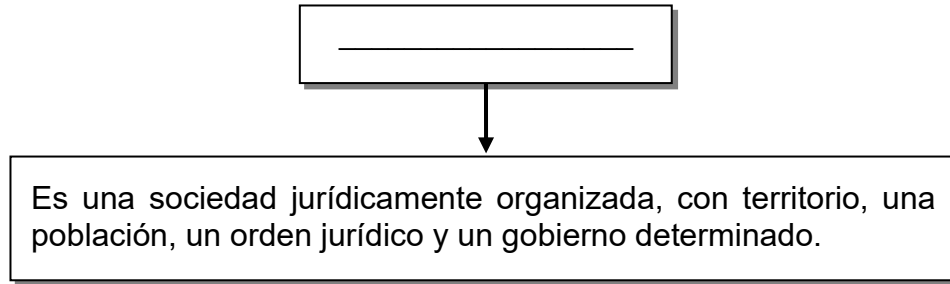 Es una sociedad jurídicamente organizada, con territorio, una
población, un orden jurídico y un gobierno determinado.